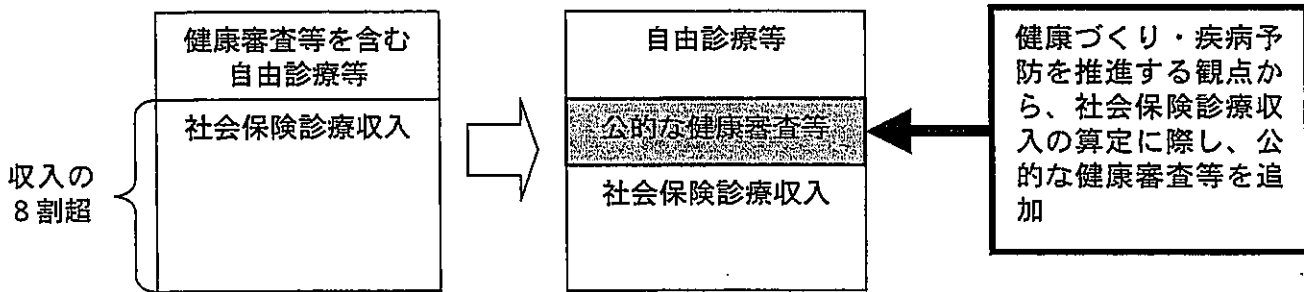 健康審査等を含む
自由診療等
社会保険診療収入
収入の
８割超
自由診療等
公的な健康審査等
社会保険診療収入
健康づくり・疾病予
防を推進する観点か
ら、社会保険診療収
入の算定に際し、公
的な健康審査等を追
加